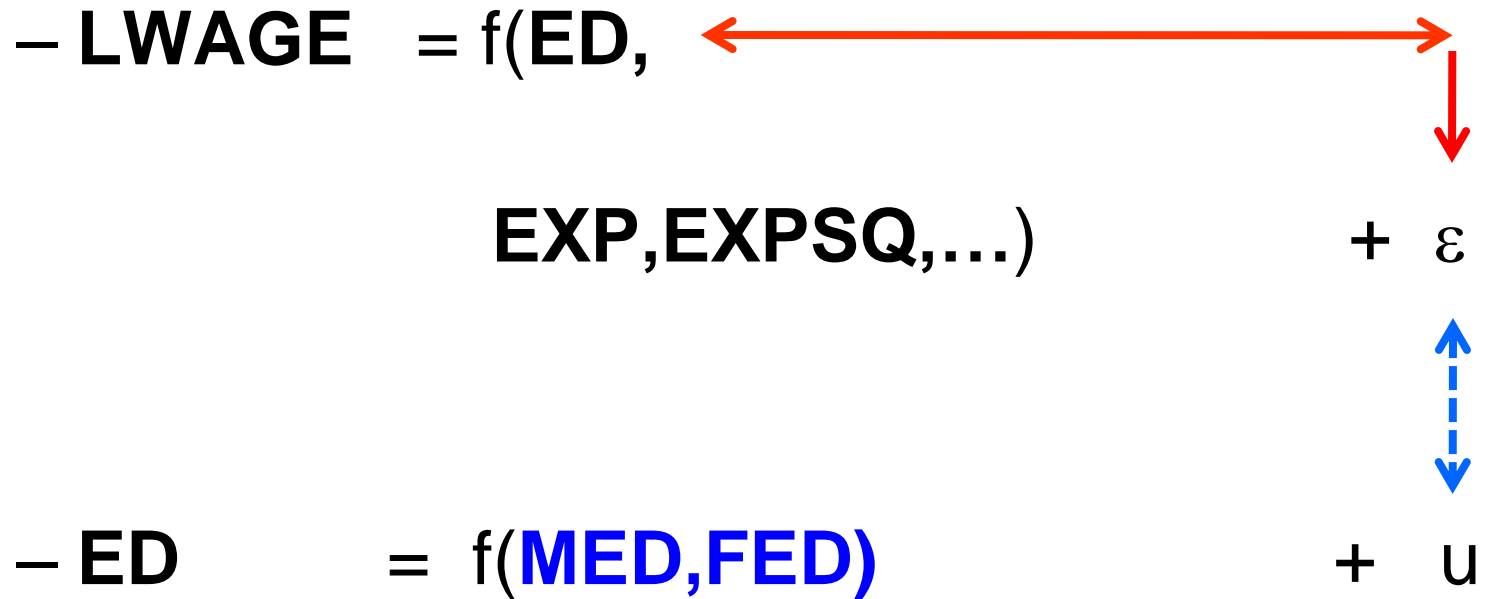 – LWAGE = f(ED,
EXP,EXPSQ,…) + ε
– ED = f(MED,FED) + u